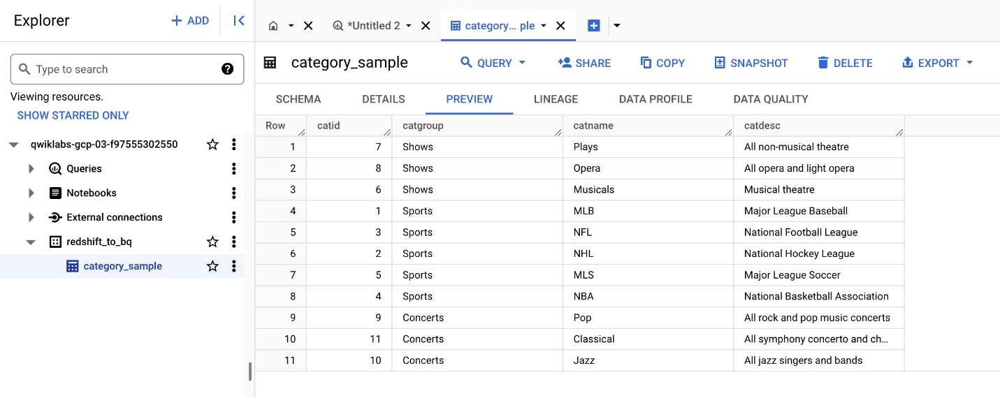 Explorer
+ ADD
*Untitled 2
category... ple
Type to search
Viewing resources.
SHOW STARRED ONLY
qwiklabs-gcp-03-f97555302550
Queries
Notebooks
External connections
redshift_to_bq
category_sample
category_sample
QUERY SHARE COPY SNAPSHOT DELETE EXPORT
SCHEMA DETAILS PREVIEW LINEAGE DATA PROFILE DATA QUALITY
Row catid catgroup catname catdesc
1 7 Shows Plays All non-musical theatre
2 8 Shows Opera All opera and light opera
3 6 Shows Musicals Musical theatre
4 1 Sports MLB Major League Baseball
5 3 Sports NFL National Football League
6 2 Sports NHL National Hockey League
7 5 Sports MLS Major League Soccer
8 4 Sports NBA National Basketball Association
9 9 Concerts Pop All rock and pop music concerts
10 11 Concerts Classical All symphony concerto and ch...
11 10 Concerts Jazz All jazz singers and bands